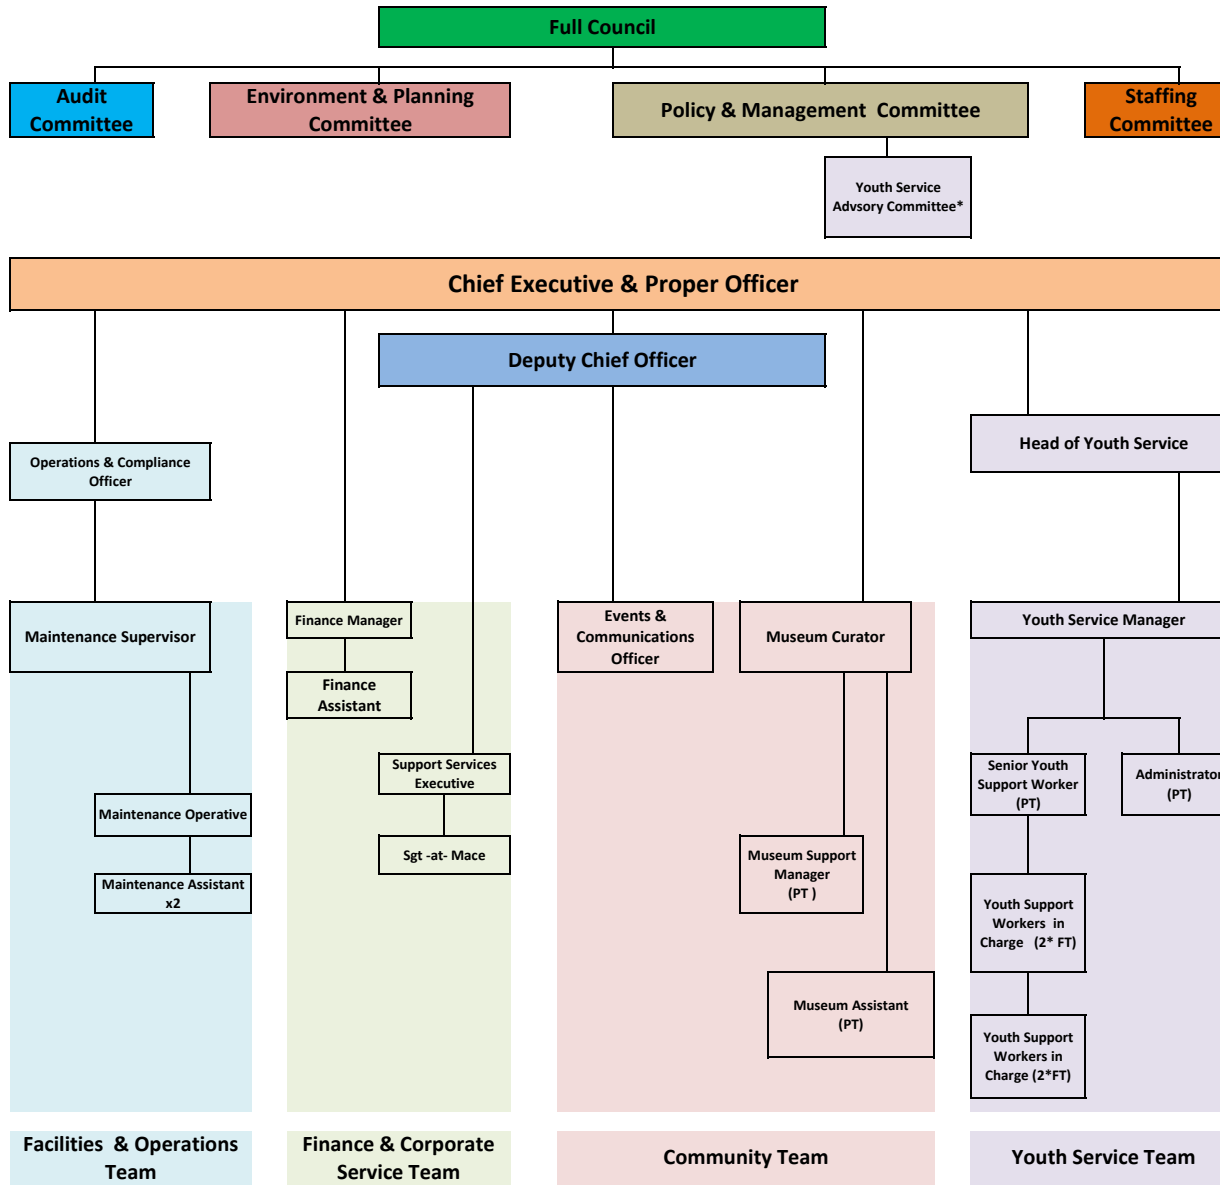 Full Council
Audit
Committee
Environment & Planning
Committee
Policy & Management Committee
Staffing
Committee
Youth Service
Advsory Committee*
Chief Executive & Proper Officer
Deputy Chief Officer
Operations & Compliance
Officer
Head of Youth Service
Maintenance Supervisor
Finance Manager
Events &
Communications
Officer
Museum Curator
Youth Service Manager
Finance
Assistant
Support Services
Executive
Senior Youth
Support Worker
(PT)
Administrator
(PT)
Maintenance Operative
Sgt -at- Mace
Museum Support
Manager
(PT )
Maintenance Assistant
x2
Youth Support
Workers in
Charge (2* FT)
Museum Assistant
(PT)
Youth Support
Workers in
Charge (2*FT)
Facilities & Operations
Team
Finance & Corporate
Service Team
Community Team
Youth Service Team